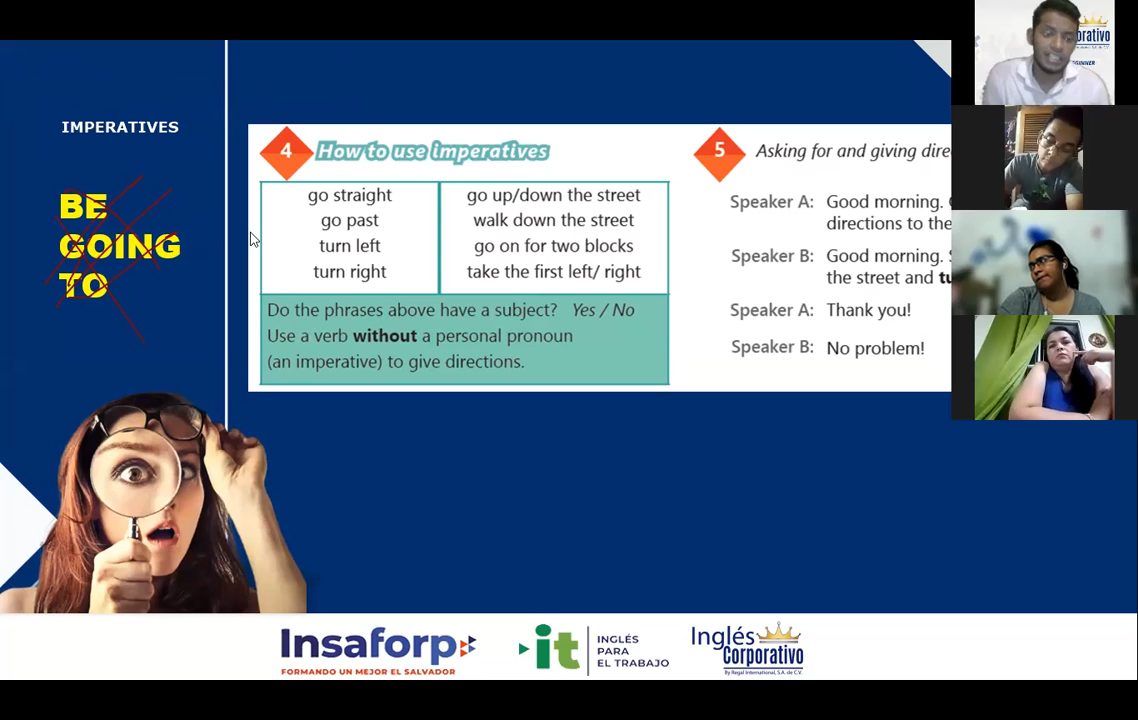 IMPERATIVES
BE
GOING
TO
4
How to use imperatives
go straight
go past
turn left
turn right
go up/down the street
walk down the street
go on for two blocks
take the first left/ right
Do the phrases above have a subject? Yes / No
Use a verb without a personal pronoun
(an imperative) to give directions.
5
Asking for and giving dire
Speaker A: Good morning.
directions to the
Speaker B: Good morning. S
the street and tu
Speaker A: Thank you!
Speaker B: No problem!
orativo
GINNER
Insaforp
FORMANDO UN MEJOR EL SALVADOR
it
INGLÉS
PARA
EL TRABAJO
Inglés
Corporativo
By Regal International, S.A. de C.V.